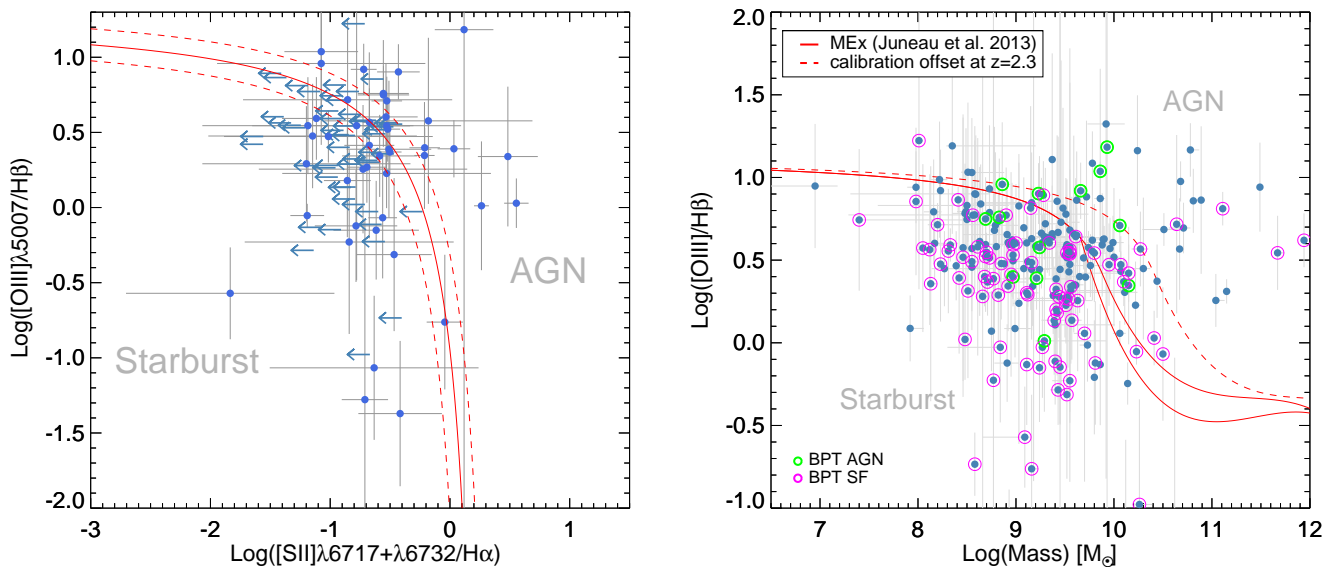 1.0
0.5
0.0
-0.5
-1.0
-1.5
-2.0
-3
-2
-1
0
1
Log([OIII]λ5007/Hβ)
Log([SII]λ6717+λ6732/Hα)
Starburst
AGN
2.0
1.5
1.0
0.5
0.0
-0.5
-1.0
7
8
9
10
11
12
Log([OIII]/Hβ)
Log(Mass) [M⊙]
MEx (Juneau et al. 2013)
calibration offset at z=2.3
AGN
Starburst
BPT AGN
BPT SF